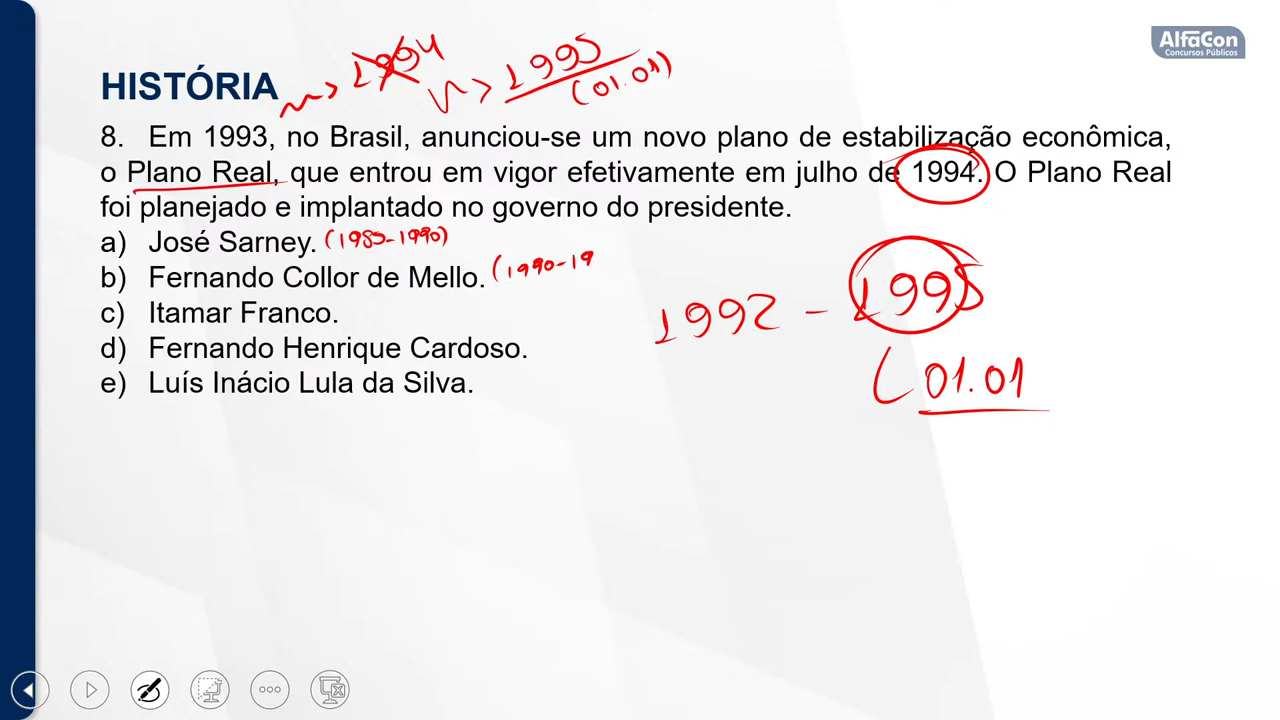 AlfaCon
Concursos Públicos
HISTÓRIA
1994
1995
(01.01)
8. Em 1993, no Brasil, anunciou-se um novo plano de estabilização econômica,
o Plano Real, que entrou em vigor efetivamente em julho de 1994. O Plano Real
foi planejado e implantado no governo do presidente.
a) José Sarney. (1985-1990)
b) Fernando Collor de Mello. (1990-19
c) Itamar Franco.
1992 - 1995
d) Fernando Henrique Cardoso.
(01.01
e) Luís Inácio Lula da Silva.